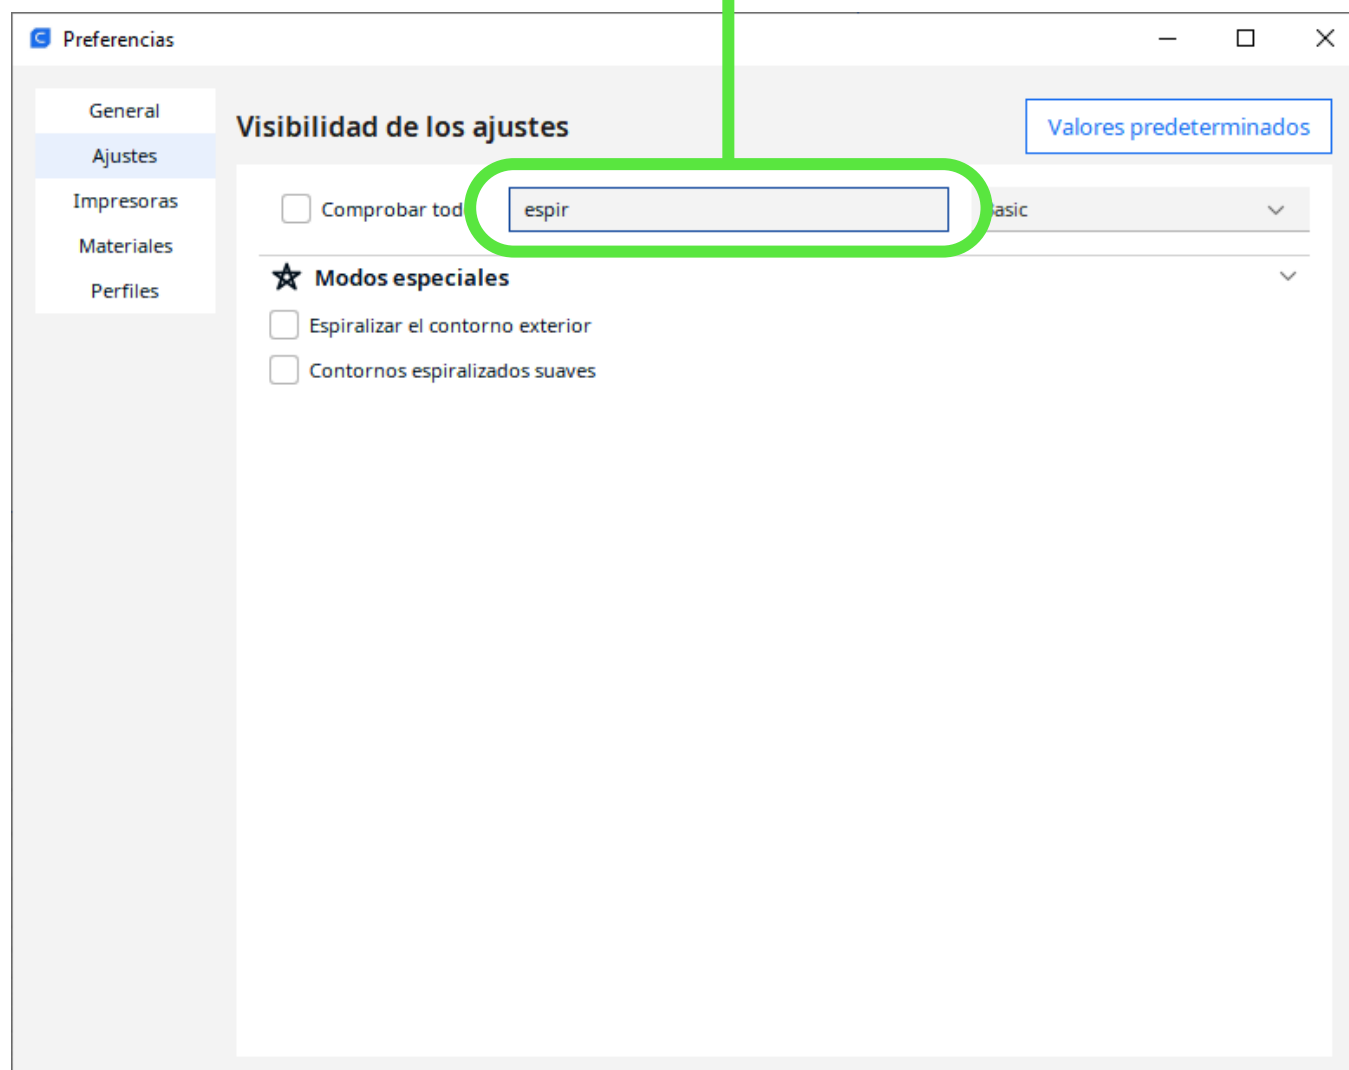 Preferencias
General
Ajustes
Impresoras
Materiales
Perfiles
Visibilidad de los ajustes
Valores predeterminados
Comprobar tod
espir
asic
Modos especiales
Espiralizar el contorno exterior
Contornos espiralizados suaves